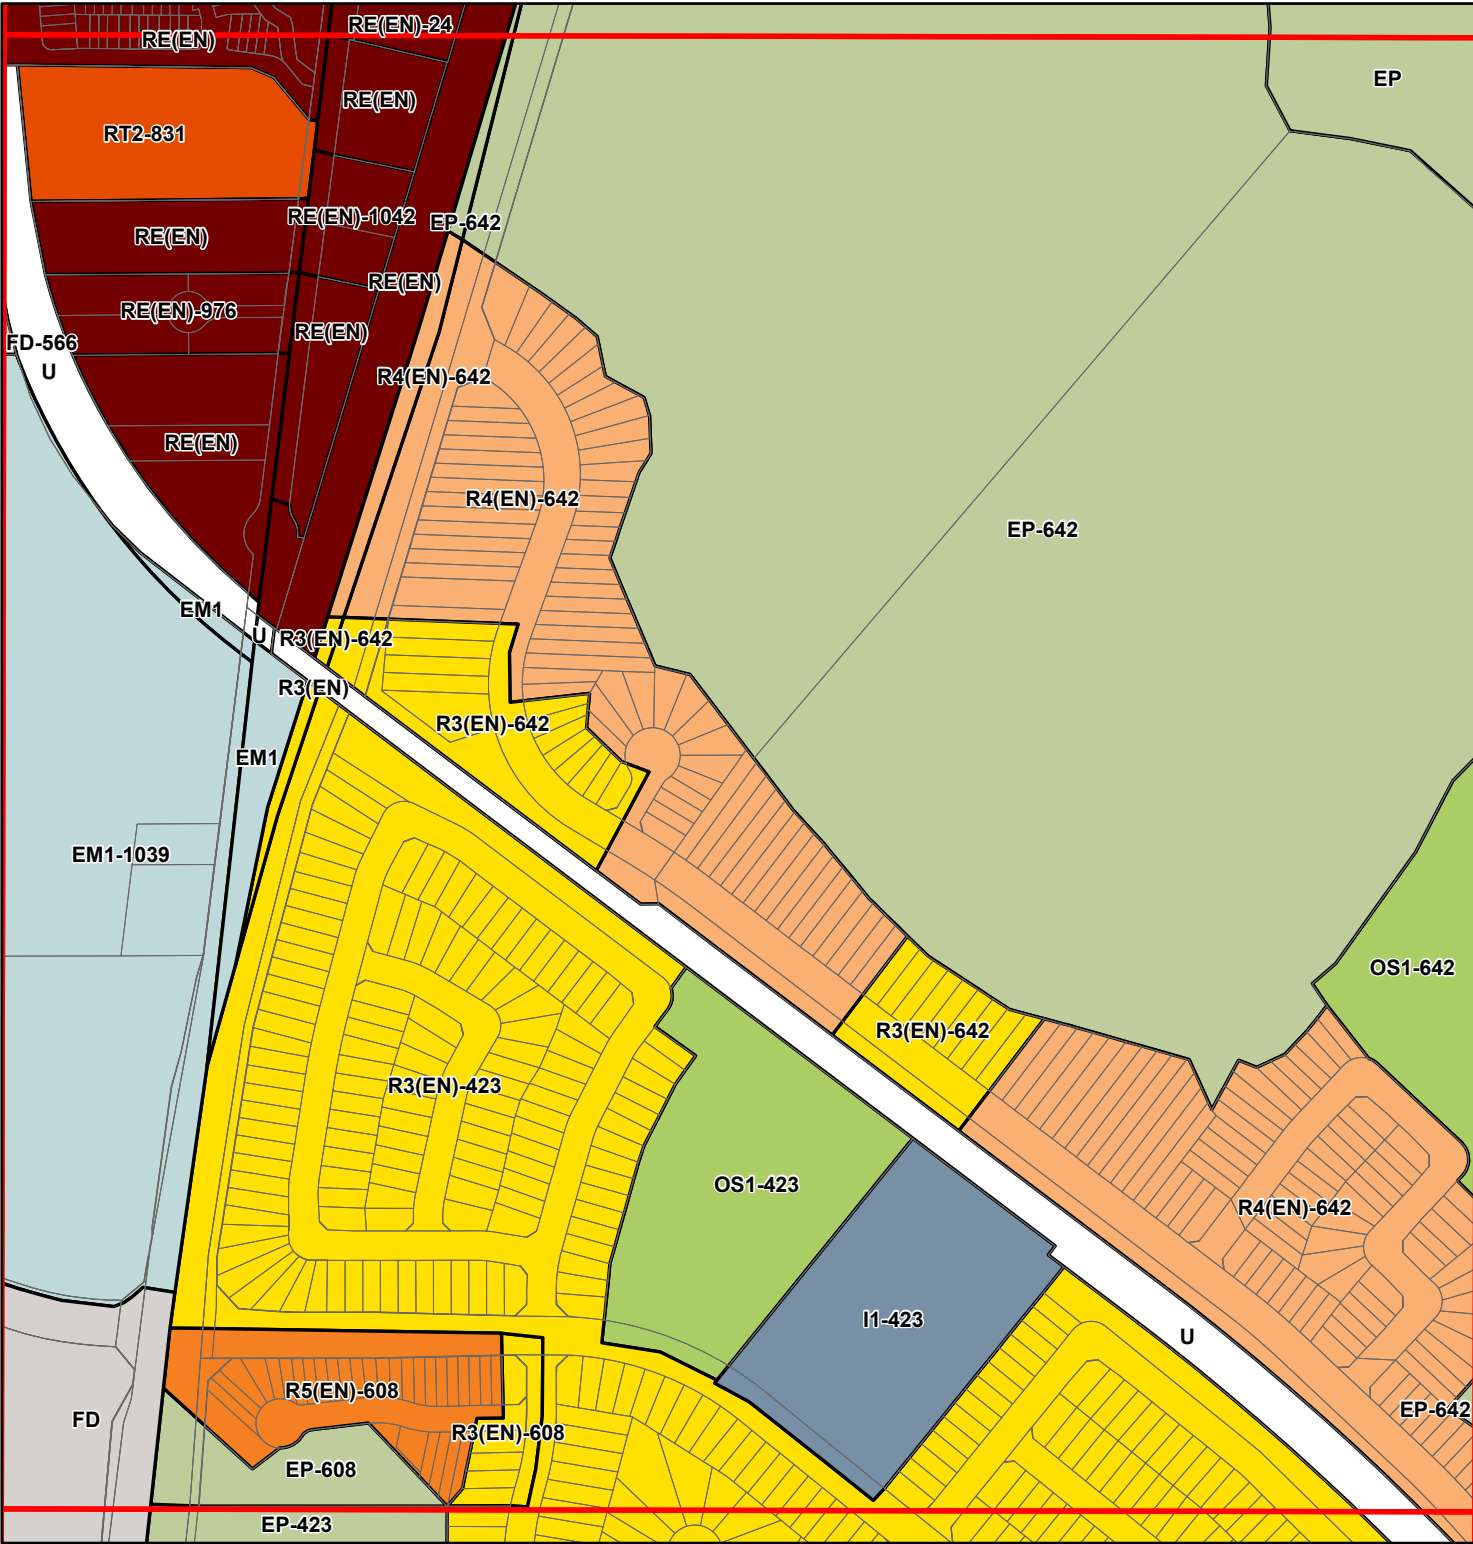 RE(EN)-24
RE(EN)
EP
RE(EN)
RT2-831
RE(EN)-1042
EP-642
RE(EN)
RE(EN)
RE(EN)-976
RE(EN)
FD-566
U
R4(EN)-642
RE(EN)
R4(EN)-642
EP-642
EM1
U
R3(EN)-642
R3(EN)
R3(EN)-642
EM1
EM1-1039
OS1-642
R3(EN)-642
R3(EN)-423
OS1-423
R4(EN)-642
I1-423
U
R5(EN)-608
EP-642
FD
R3(EN)-608
EP-608
EP-423